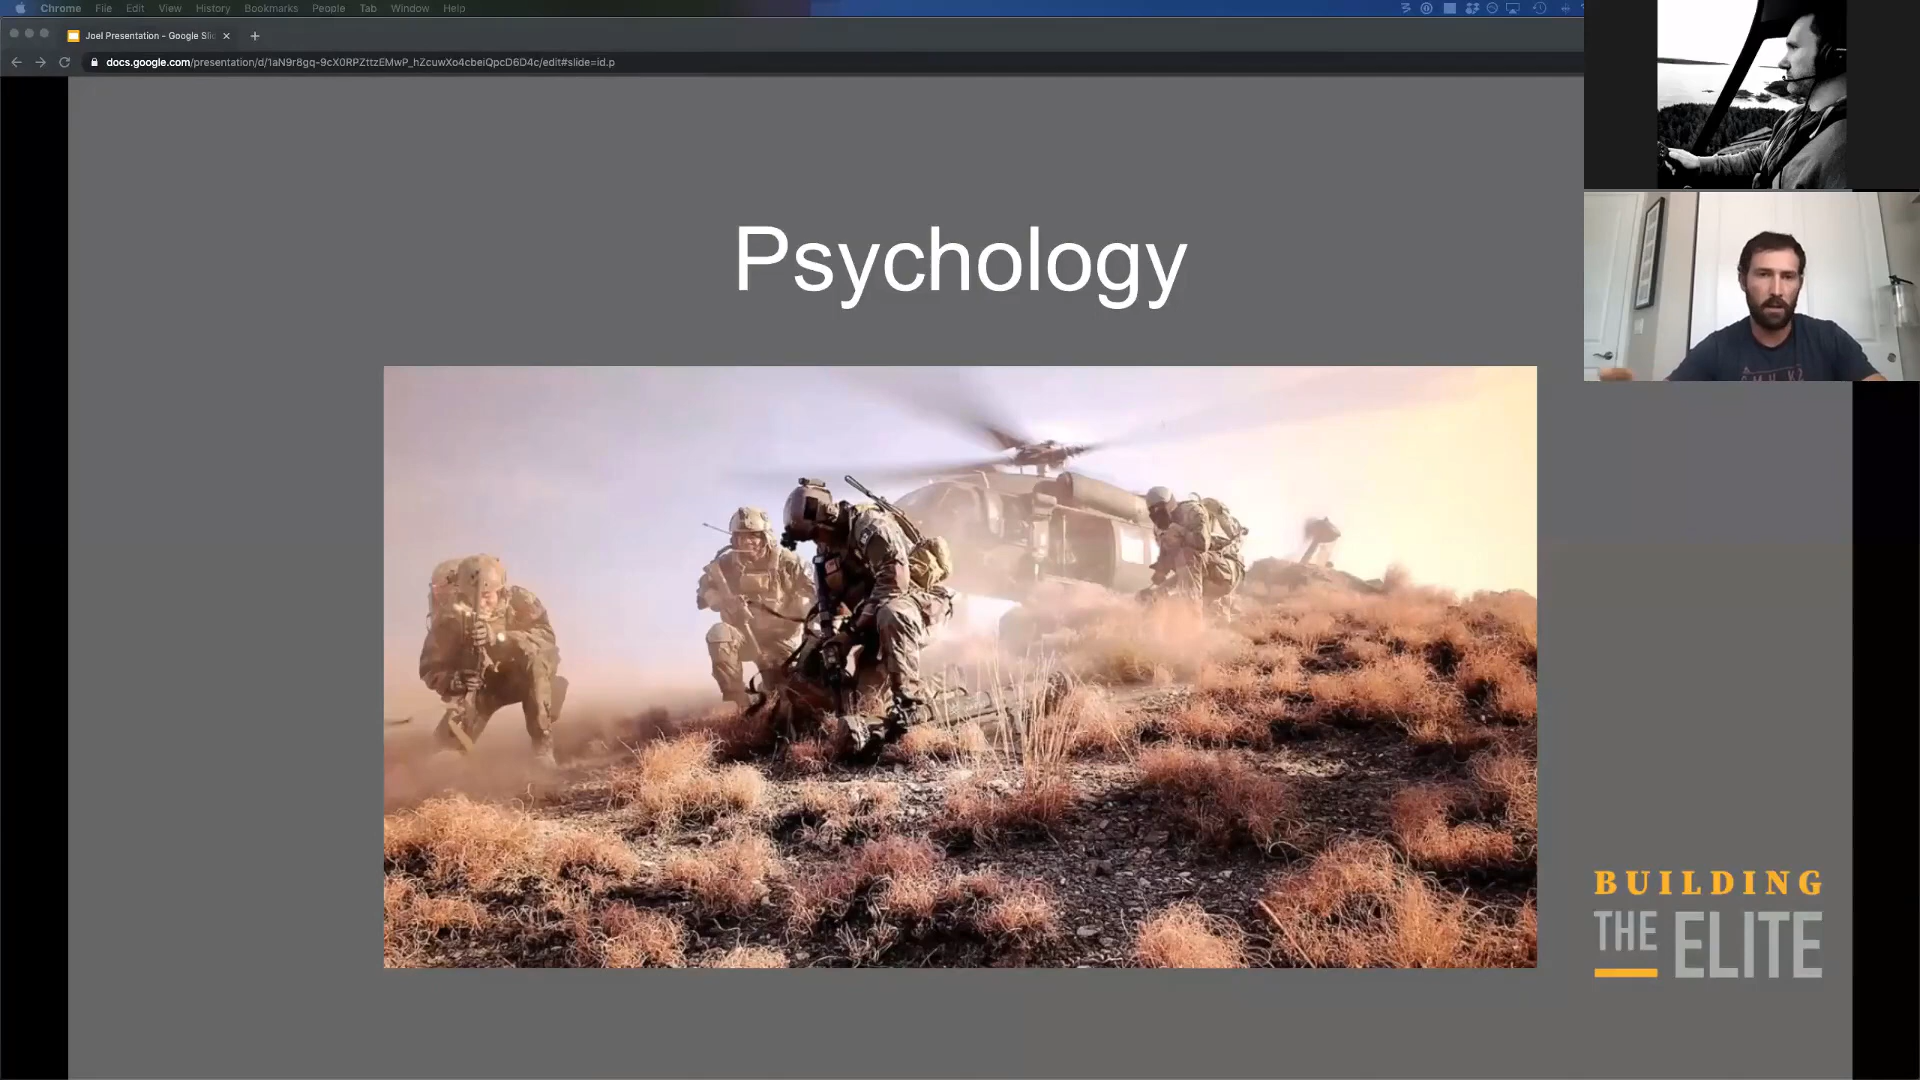 Chrome File Edit View History Bookmarks People Tab Window Help
Joel Presentation - Google Slic
docs.google.com/presentation/d/1aN9r8gq-9cX0RPZttzEMwP_hZcuwXo4cbeiQpcD6D4c/edit#slide=id.p
Psychology
BUILDING
THE ELITE